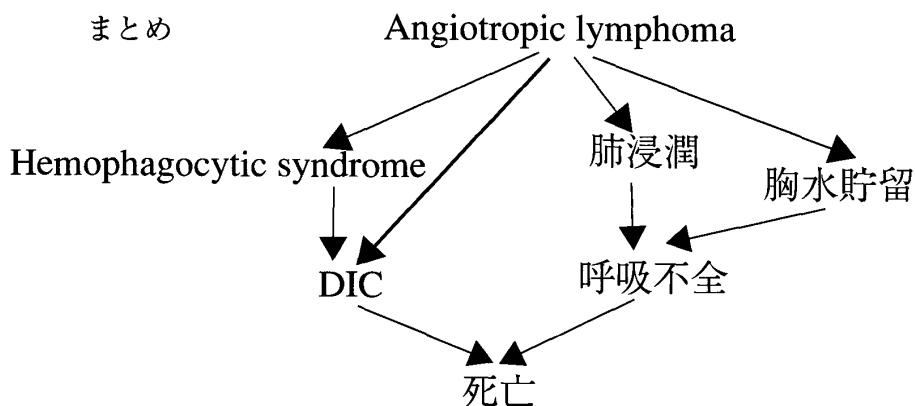 まとめ
Angiotropic lymphoma
Hemophagocytic syndrome
肺浸潤
胸水貯留
DIC
呼吸不全
死亡